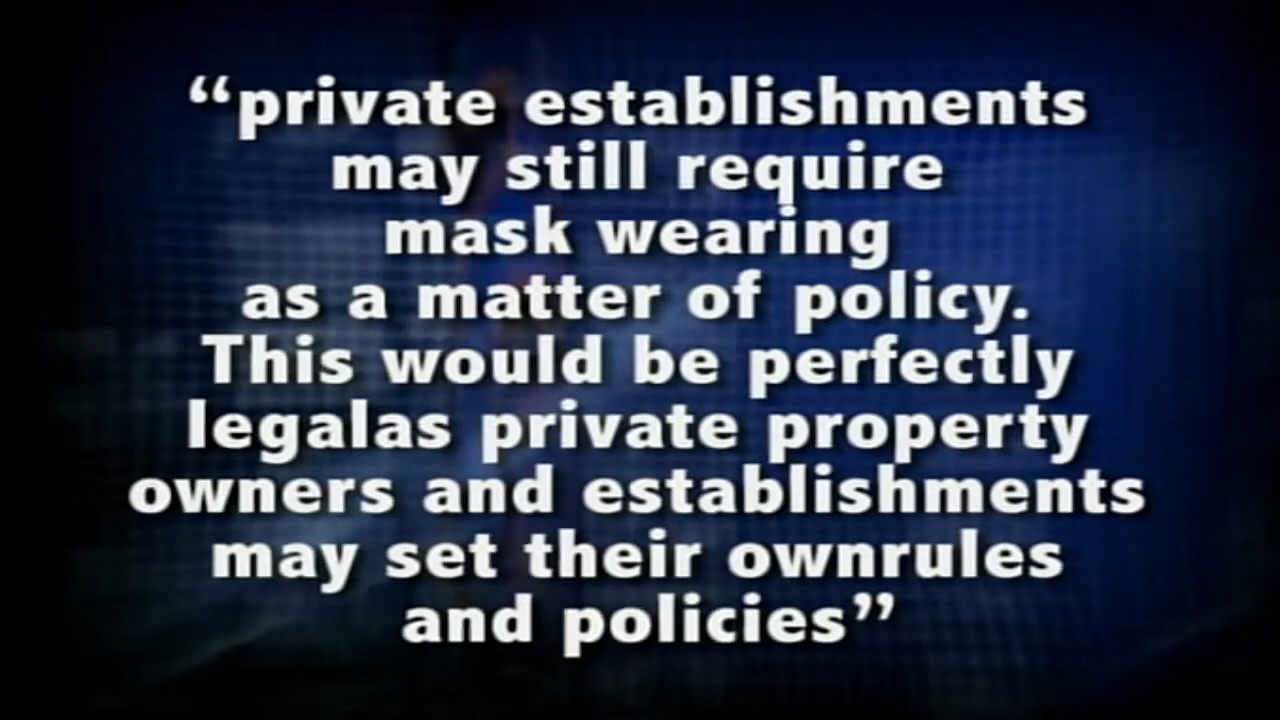 “private establishments
may still require
mask wearing
as a matter of policy.
This would be perfectly
legalas private property
owners and establishments
may set their ownrules
and policies”